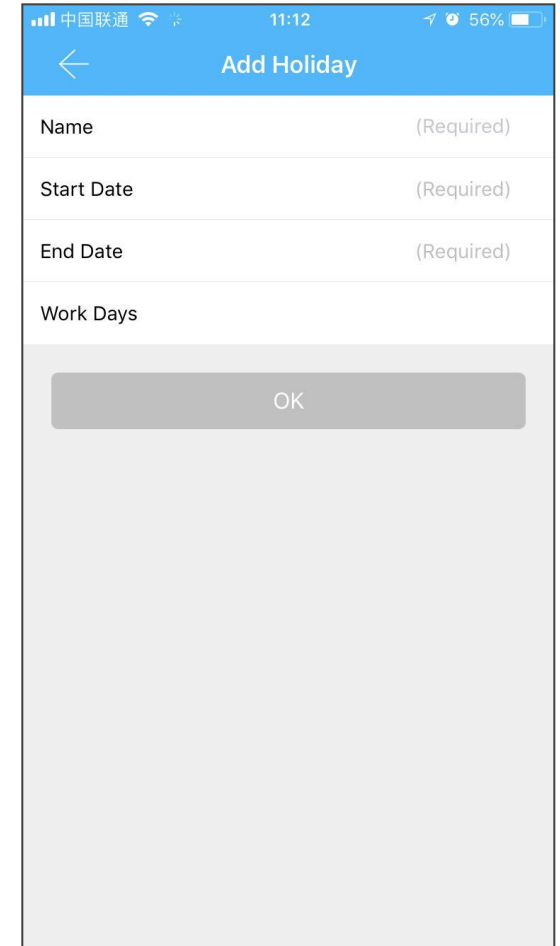 中国联通 11:12 56%
Add Holiday
Name (Required)
Start Date (Required)
End Date (Required)
Work Days
OK